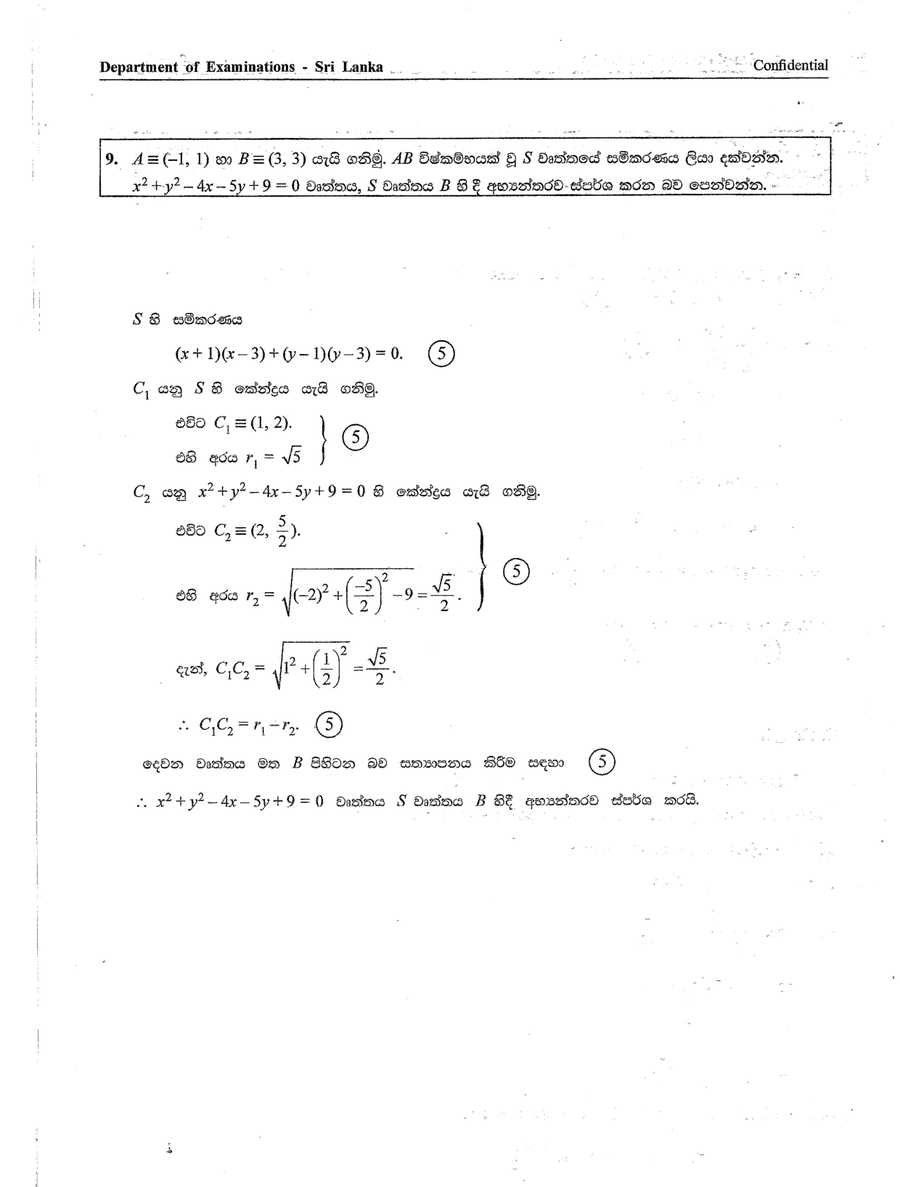 Department of Examinations - Sri Lanka
Confidential
9. A ≡ (−1, 1) හා B ≡ (3, 3) යැයි ගනිමු. AB විෂ්කම්භයක් වූ S වෘත්තයේ සමීකරණය ලියා දක්වන්න.
x² + y² − 4x − 5y + 9 = 0 වෘත්තය, S වෘත්තය B හි දී අභ්‍යන්තරව ස්පර්ශ කරන බව පෙන්වන්න.
S හි සමීකරණය
(x + 1)(x − 3) + (y − 1)(y − 3) = 0. (5)
C₁ යනු S හි කේන්ද්‍රය යැයි ගනිමු.
එවිට C₁ ≡ (1, 2).
එහි අරය r₁ = √5 } (5)
C₂ යනු x² + y² − 4x − 5y + 9 = 0 හි කේන්ද්‍රය යැයි ගනිමු.
එවිට C₂ ≡ (2, 5/2).
එහි අරය r₂ = √((−2)² + (−5/2)² − 9) = √5/2 . } (5)
දැන්, C₁C₂ = √(1² + (1/2)²) = √5/2 .
∴ C₁C₂ = r₁ − r₂. (5)
දෙවන වෘත්තය මත B පිහිටන බව සත්‍යාපනය කිරීම සඳහා (5)
∴ x² + y² − 4x − 5y + 9 = 0 වෘත්තය S වෘත්තය B හිදී අභ්‍යන්තරව ස්පර්ශ කරයි.